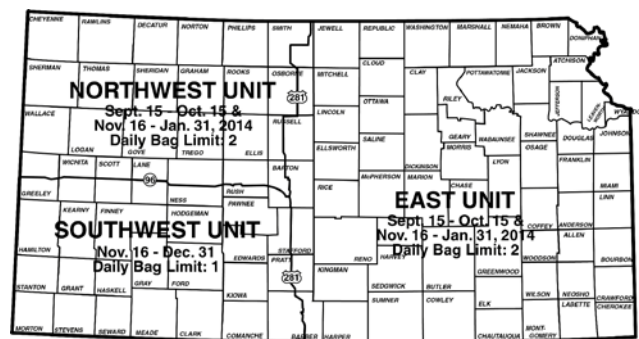 CHEYENNE RAWLINS DECATUR NORTON PHILLIPS SMITH JEWELL REPUBLIC WASHINGTON MARSHALL NEMAHA BROWN
DONIPHAN
ATCHISON
SHERMAN THOMAS SHERIDAN GRAHAM ROOKS OSBORNE MITCHELL CLOUD CLAY POTTAWATOMIE JACKSON
RILEY JEFFERSON
NORTHWEST UNIT
281
Sept. 15 - Oct. 15 &
Nov. 16 - Jan. 31, 2014
Daily Bag Limit: 2
WALLACE LOGAN GOVE TREGO ELLIS RUSSELL LINCOLN OTTAWA
ELLSWORTH SALINE DICKINSON GEARY MORRIS WABAUNSEE SHAWNEE DOUGLAS JOHNSON
OSAGE FRANKLIN MIAMI
LYON
GREELEY WICHITA SCOTT LANE NESS RUSH BARTON RICE McPHERSON MARION CHASE
96
EAST UNIT
Sept. 15 - Oct. 15 &
Nov. 16 - Jan. 31, 2014
Daily Bag Limit: 2
LINN
COFFEY ANDERSON
ALLEN BOURBON
WOODSON
HAMILTON KEARNY FINNEY HODGEMAN PAWNEE
SOUTHWEST UNIT
Nov. 16 - Dec. 31
Daily Bag Limit: 1
EDWARDS STAFFORD PRATT RENO HARVEY
281
STANTON GRANT HASKELL GRAY FORD KIOWA KINGMAN SEDGWICK BUTLER GREENWOOD
WILSON NEOSHO CRAWFORD
MORTON STEVENS SEWARD MEADE CLARK COMANCHE BARBER HARPER SUMNER COWLEY ELK
CHAUTAUQUA MONT-
GOMERY LABETTE CHEROKEE